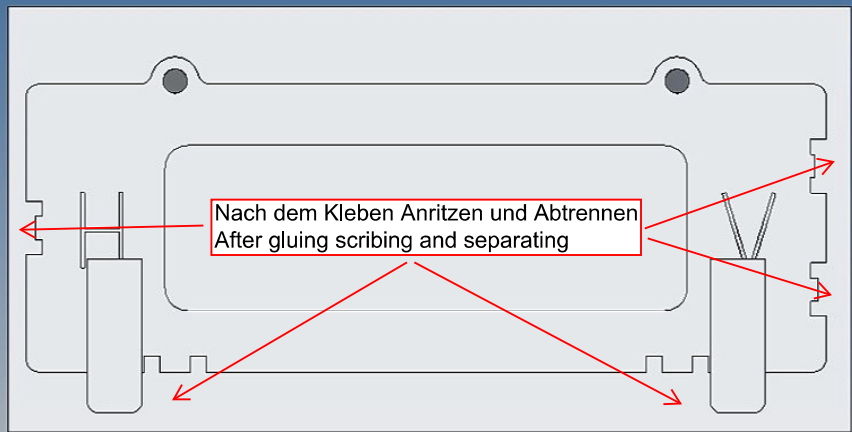 Nach dem Kleben Anritzen und Abtrennen
After gluing scribing and separating